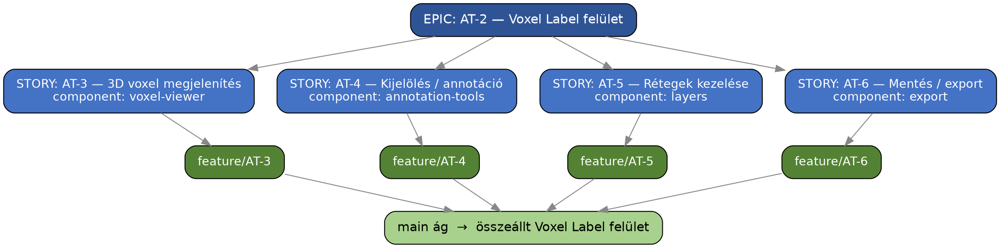 EPIC: AT-2 — Voxel Label felület
STORY: AT-3 — 3D voxel megjelenítés
component: voxel-viewer
STORY: AT-4 — Kijelölés / annotáció
component: annotation-tools
STORY: AT-5 — Rétegek kezelése
component: layers
STORY: AT-6 — Mentés / export
component: export
feature/AT-3
feature/AT-4
feature/AT-5
feature/AT-6
main ág → összeállt Voxel Label felület